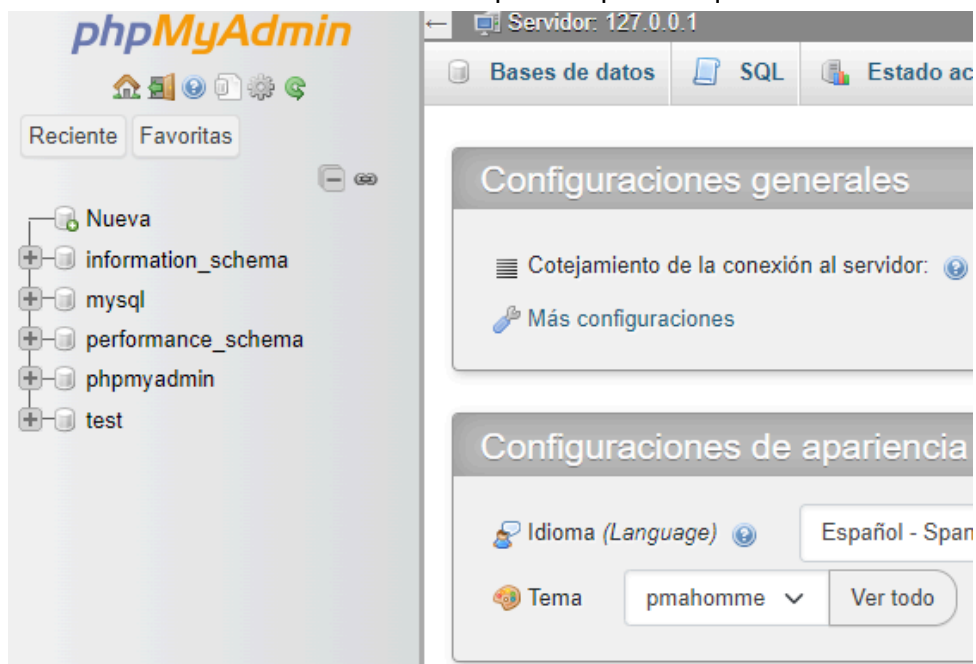 phpMyAdmin
Reciente Favoritas
Nueva
information_schema
mysql
performance_schema
phpmyadmin
test
Servidor: 127.0.0.1
Bases de datos SQL Estado ac
Configuraciones generales
Cotejamiento de la conexión al servidor:
Más configuraciones
Configuraciones de apariencia
Idioma (Language) Español - Span
Tema pmahomme Ver todo